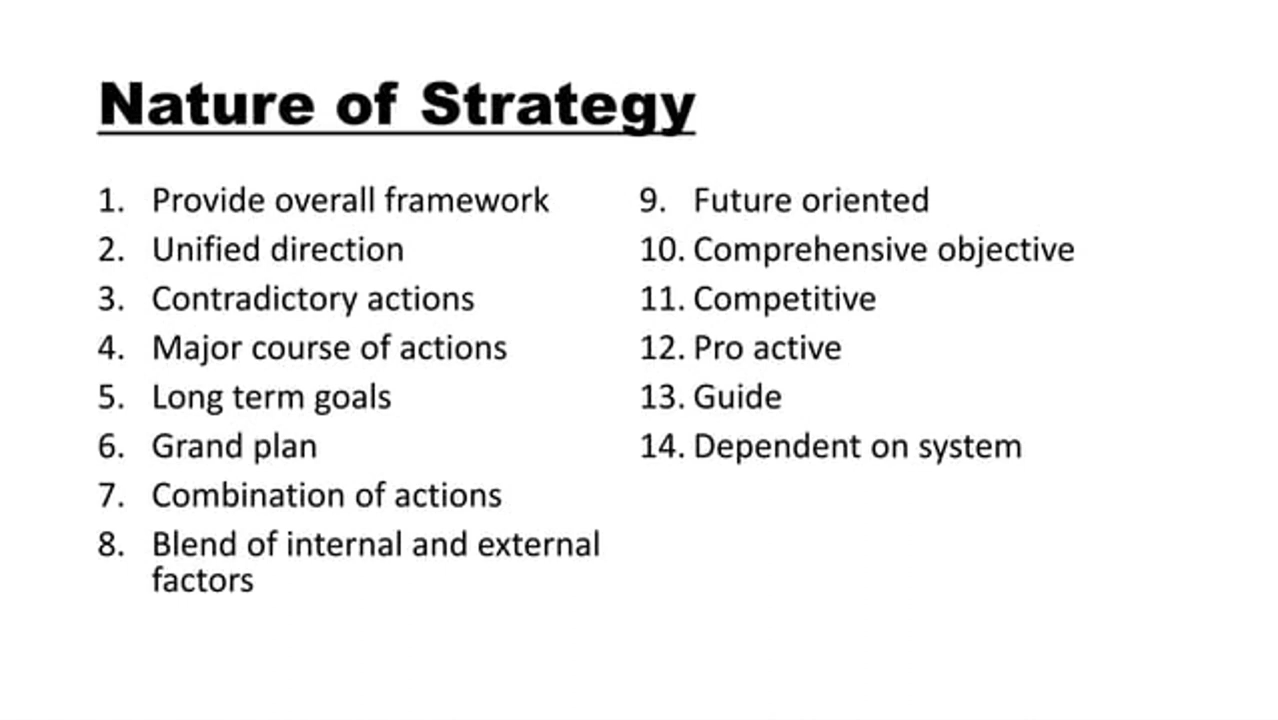 Nature of Strategy
1. Provide overall framework
2. Unified direction
3. Contradictory actions
4. Major course of actions
5. Long term goals
6. Grand plan
7. Combination of actions
8. Blend of internal and external
factors
9. Future oriented
10. Comprehensive objective
11. Competitive
12. Pro active
13. Guide
14. Dependent on system